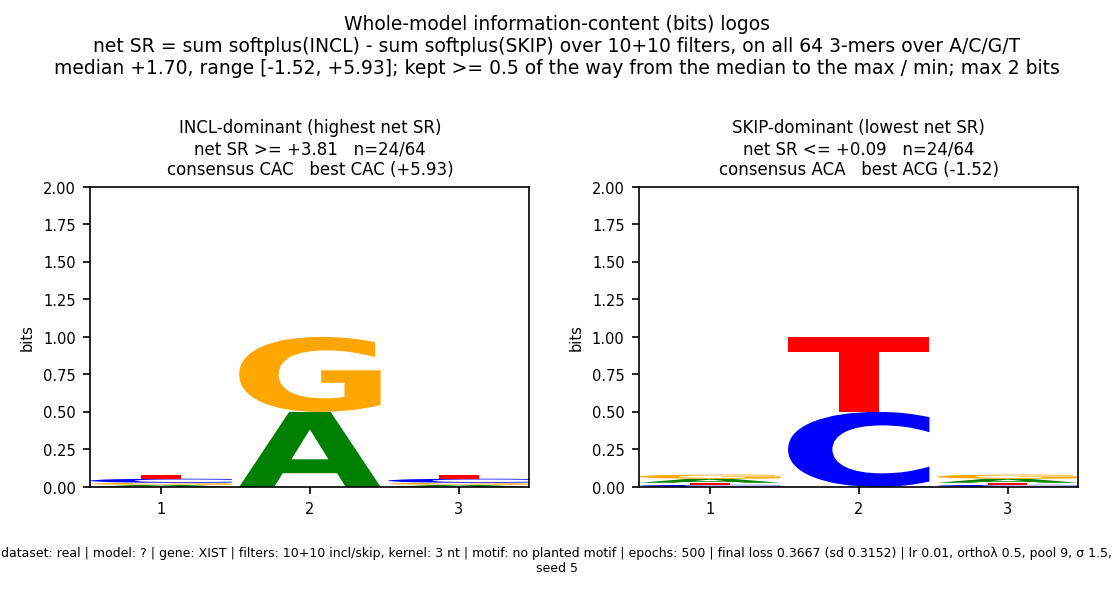 Whole-model information-content (bits) logos
net SR = sum softplus(INCL) - sum softplus(SKIP) over 10+10 filters, on all 64 3-mers over A/C/G/T
median +1.70, range [-1.52, +5.93]; kept >= 0.5 of the way from the median to the max / min; max 2 bits
INCL-dominant (highest net SR)
net SR >= +3.81   n=24/64
consensus CAC   best CAC (+5.93)
2.00
1.75
1.50
1.25
1.00
0.75
0.50
0.25
0.00
bits
G
A
1
2
3
SKIP-dominant (lowest net SR)
net SR <= +0.09   n=24/64
consensus ACA   best ACG (-1.52)
2.00
1.75
1.50
1.25
1.00
0.75
0.50
0.25
0.00
bits
T
C
1
2
3
dataset: real | model: ? | gene: XIST | filters: 10+10 incl/skip, kernel: 3 nt | motif: no planted motif | epochs: 500 | final loss 0.3667 (sd 0.3152) | lr 0.01, orthoλ 0.5, pool 9, σ 1.5,
seed 5